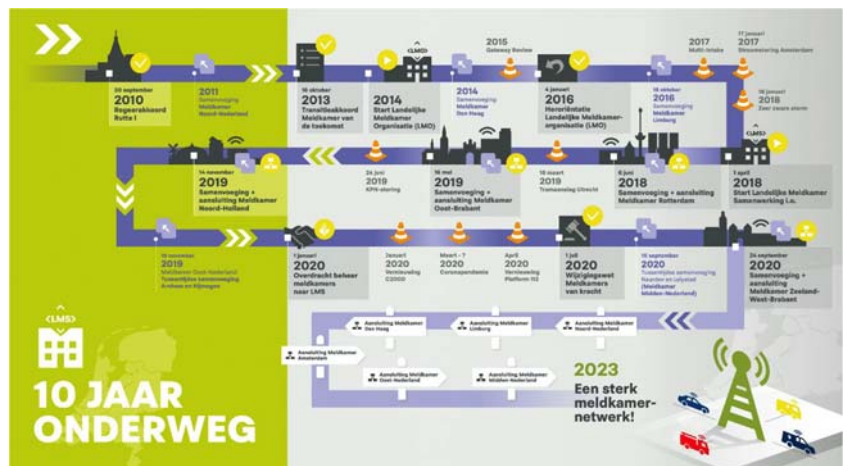 <LMS>
2015
Gateway Review
2017
Multi-Intake
17 januari
2017
Stroomstoring Amsterdam
30 september
2010
Regeerakkoord
Rutte I
2011
Samenvoeging
Meldkamer
Noord-Nederland
16 oktober
2013
Transitieakkoord
Meldkamer van
de toekomst
2014
Start Landelijke
Meldkamer
Organisatie (LMO)
2014
Samenvoeging
Meldkamer
Den Haag
4 januari
2016
Heroriëntatie
Landelijke Meldkamer-
organisatie (LMO)
2016
Samenvoeging
Meldkamer
Limburg
18 januari
2018
Zeer zware storm
<LMS>
14 november
2019
Samenvoeging +
aansluiting Meldkamer
Noord-Holland
24 juni
2019
KPN-storing
16 mei
2019
Samenvoeging +
aansluiting Meldkamer
Oost-Brabant
18 maart
2019
Tramaanslag Utrecht
6 juni
2018
Samenvoeging + aansluiting
Meldkamer Rotterdam
1 april
2018
Start Landelijke Meldkamer
Samenwerking i.o.
2019
Meldkamer Oost-Nederland
Tussentijdse samenvoeging
Arnhem en Nijmegen
1 januari
2020
Overdracht beheer
meldkamers
naar LMS
Januari
2020
Vernieuwing
C2000
Maart - ?
2020
Coronapandemie
April
2020
Vernieuwing
Platform 112
1 juli
2020
Wijzigingswet
Meldkamers
van kracht
15 september
2020
Tussentijdse samenvoeging
Naarden en Lelystad
(Meldkamer
Midden-Nederland)
24 september
2020
Samenvoeging +
aansluiting
Meldkamer Zeeland-
West-Brabant
Aansluiting Meldkamer
Den Haag
Aansluiting Meldkamer
Limburg
Aansluiting Meldkamer
Noord-Nederland
Aansluiting Meldkamer
Amsterdam
Aansluiting Meldkamer
Oost-Nederland
Aansluiting Meldkamer
Midden-Nederland
<LMS>
10 JAAR
ONDERWEG
2023
Een sterk
meldkamer-
netwerk!